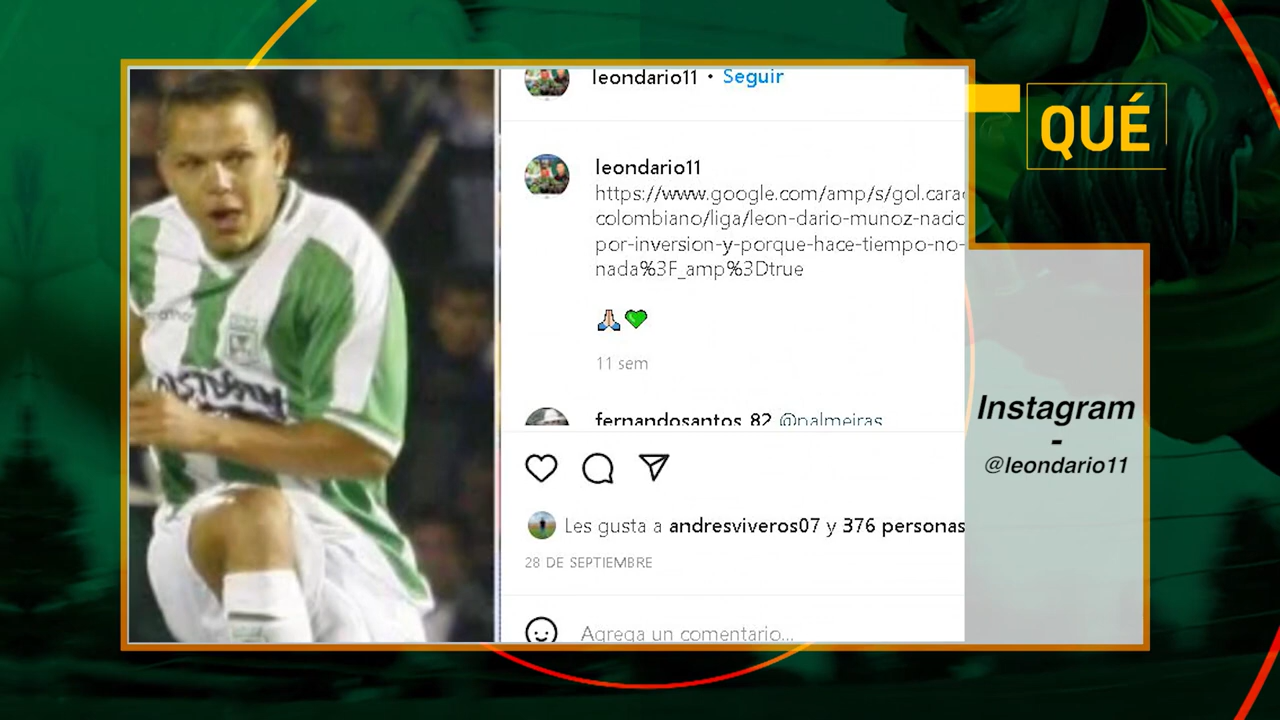 leondario11 • Seguir
leondario11
https://www.google.com/amp/s/gol.carac
colombiano/liga/leon-dario-munoz-nacio
por-inversion-y-porque-hace-tiempo-no-
nada%3F_amp%3Dtrue
11 sem
fernandosantos_82 @palmeiras
Les gusta a andresviveros07 y 376 personas
28 DE SEPTIEMBRE
Agrega un comentario...
QUÉ
Instagram
-
@leondario11